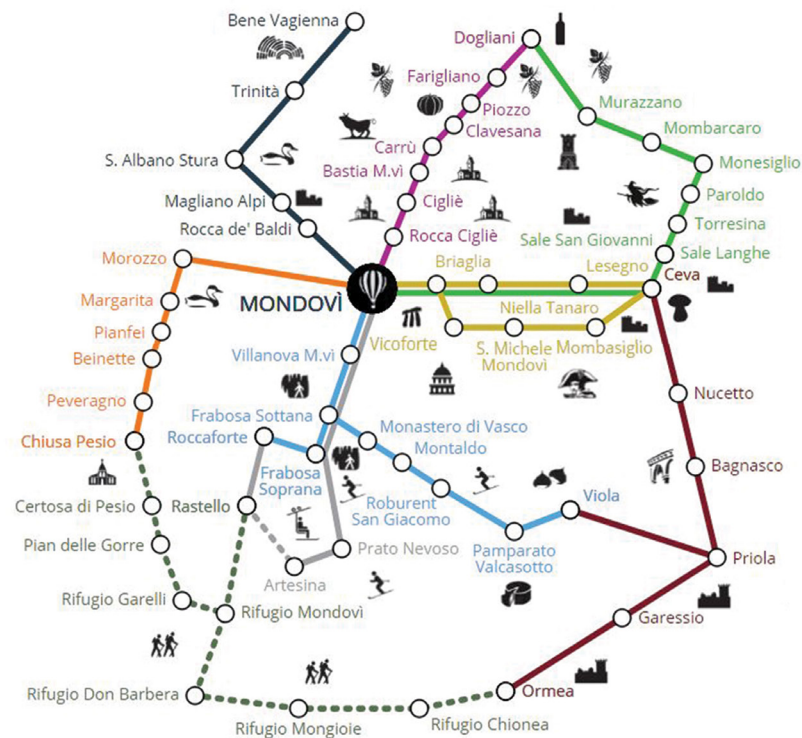 Bene Vagienna
Dogliani
Farigliano
Trinità
Piozzo
Murazzano
Clavesana
Mombarcaro
Carrù
S. Albano Stura
Monesiglio
Bastia M.vì
Paroldo
Magliano Alpi
Cigliè
Torresina
Rocca de' Baldi
Rocca Cigliè
Sale San Giovanni
Sale Langhe
Morozzo
Briaglia
Lesegno
Ceva
Margarita
MONDOVÌ
Niella Tanaro
Pianfei
Vicoforte
S. Michele
Mondovì
Mombasiglio
Beinette
Villanova M.vì
Nucetto
Peveragno
Frabosa Sottana
Monastero di Vasco
Chiusa Pesio
Roccaforte
Montaldo
Frabosa
Soprana
Bagnasco
Certosa di Pesio
Rastello
Roburent
San Giacomo
Viola
Pian delle Gorre
Prato Nevoso
Pamparato
Valcasotto
Priola
Artesina
Rifugio Garelli
Rifugio Mondovì
Garessio
Rifugio Don Barbera
Ormea
Rifugio Mongioie
Rifugio Chionea